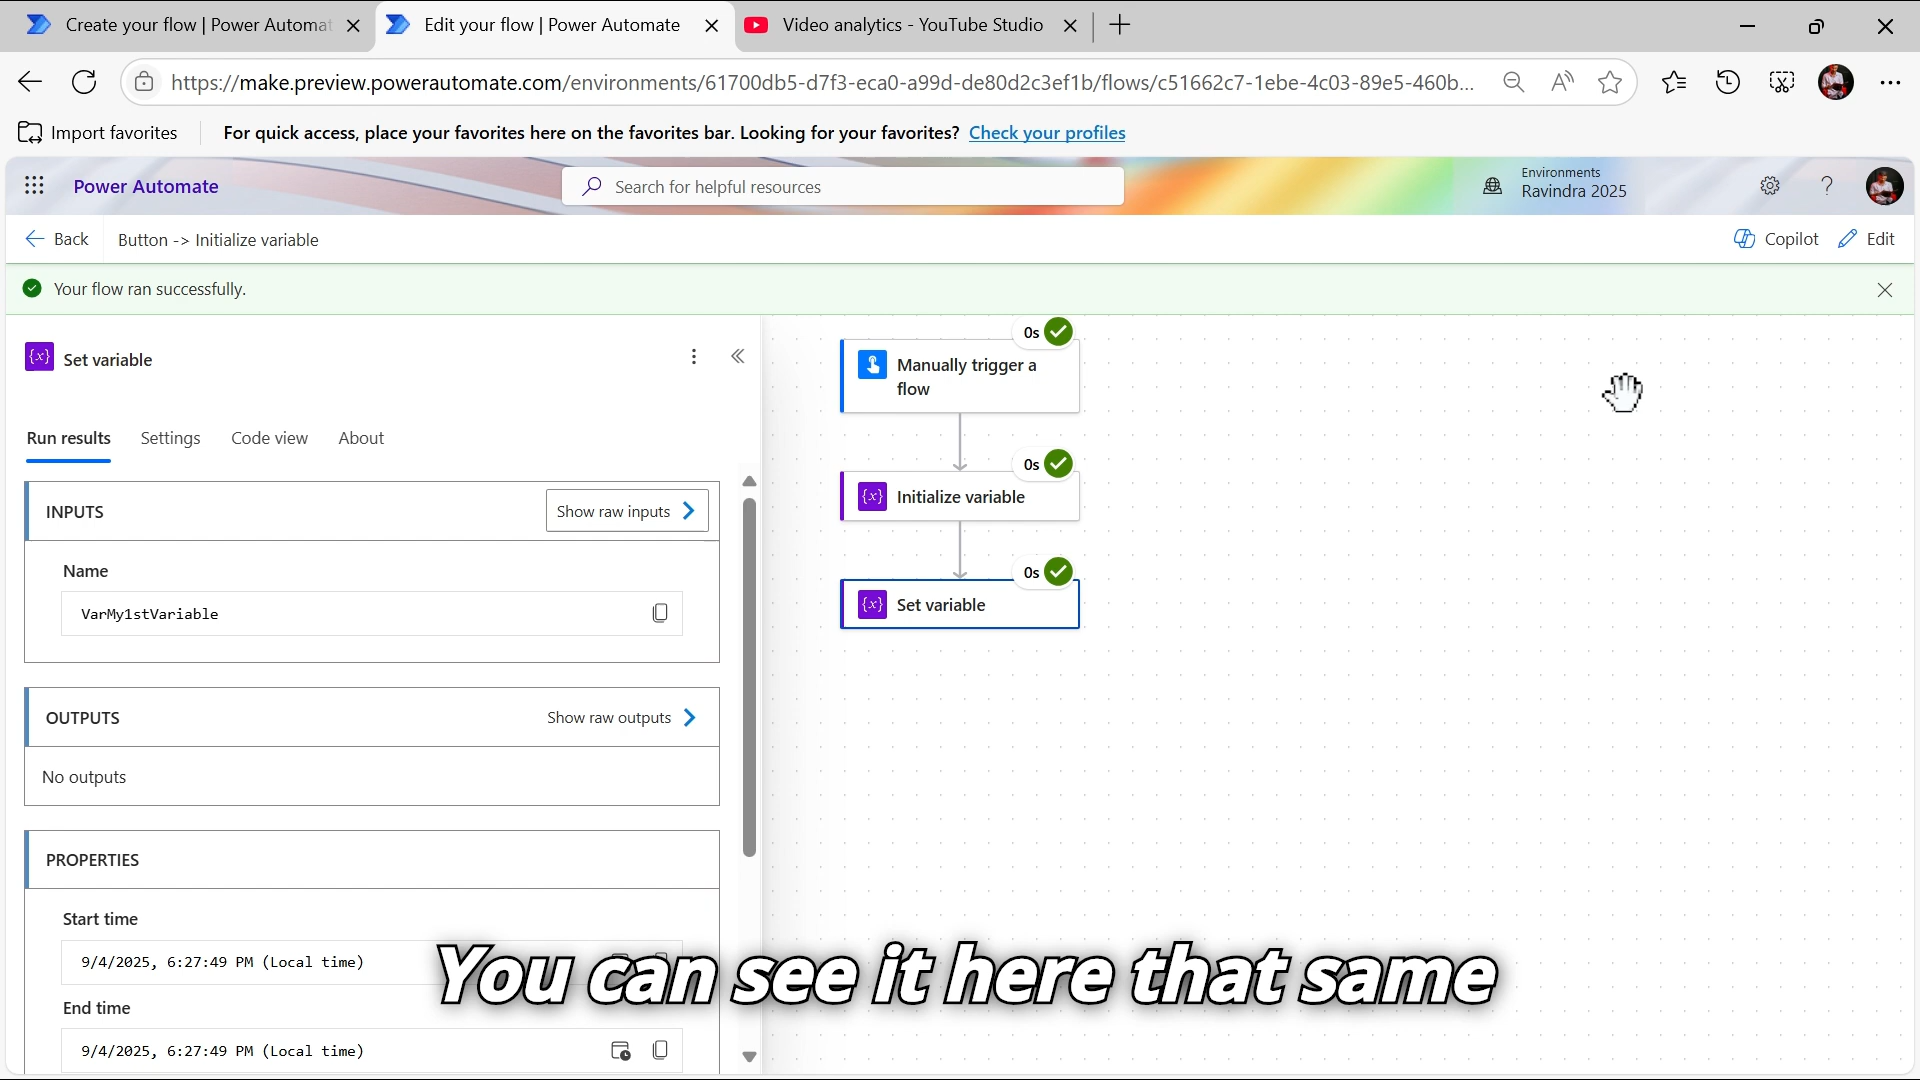 Create your flow | Power Automat
Edit your flow | Power Automate
Video analytics - YouTube Studio
https://make.preview.powerautomate.com/environments/61700db5-d7f3-eca0-a99d-de80d2c3ef1b/flows/c51662c7-1ebe-4c03-89e5-460b...
Import favorites
For quick access, place your favorites here on the favorites bar. Looking for your favorites? Check your profiles
Power Automate
Search for helpful resources
Environments
Ravindra 2025
Back
Button -> Initialize variable
Copilot
Edit
Your flow ran successfully.
{x} Set variable
Run results
Settings
Code view
About
INPUTS
Show raw inputs
Name
VarMy1stVariable
OUTPUTS
Show raw outputs
No outputs
PROPERTIES
Start time
9/4/2025, 6:27:49 PM (Local time)
End time
9/4/2025, 6:27:49 PM (Local time)
0s
Manually trigger a
flow
0s
{x} Initialize variable
0s
{x} Set variable
You can see it here that same